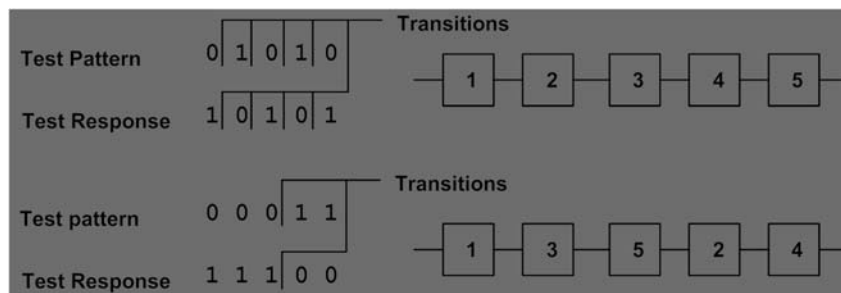 Transitions
Test Pattern 0 1 0 1 0
1 2 3 4 5
Test Response 1 0 1 0 1
Transitions
Test pattern 0 0 0 1 1
1 3 5 2 4
Test Response 1 1 1 0 0